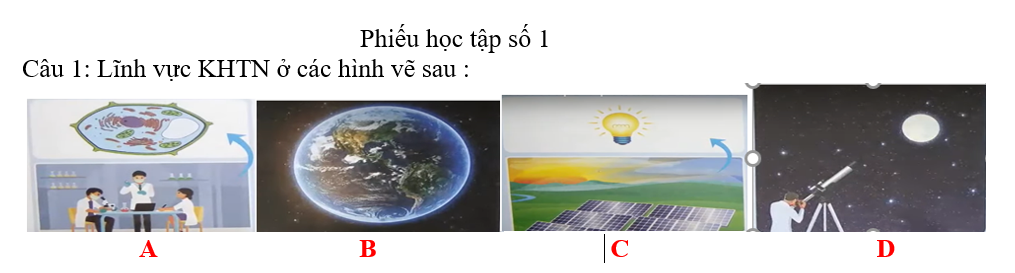 Phiếu học tập số 1
Câu 1: Lĩnh vực KHTN ở các hình vẽ sau :
A B C D